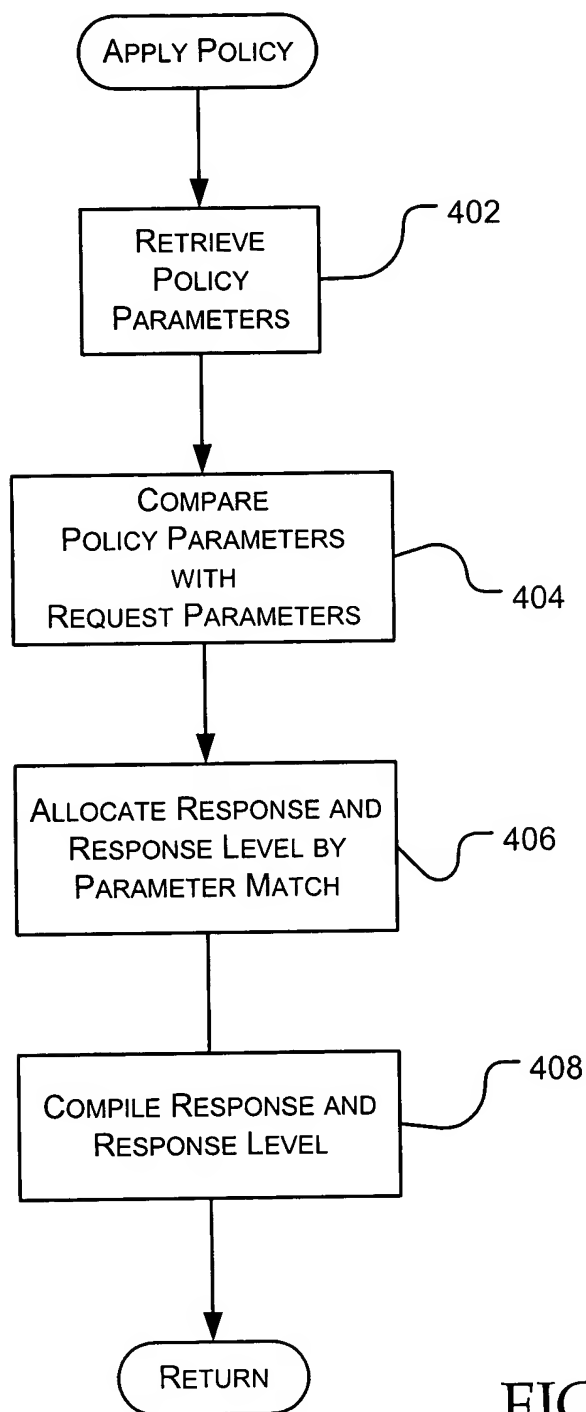 APPLY POLICY
402
RETRIEVE
POLICY
PARAMETERS
COMPARE
POLICY PARAMETERS
WITH
REQUEST PARAMETERS
404
ALLOCATE RESPONSE AND
RESPONSE LEVEL BY
PARAMETER MATCH
406
408
COMPILE RESPONSE AND
RESPONSE LEVEL
RETURN